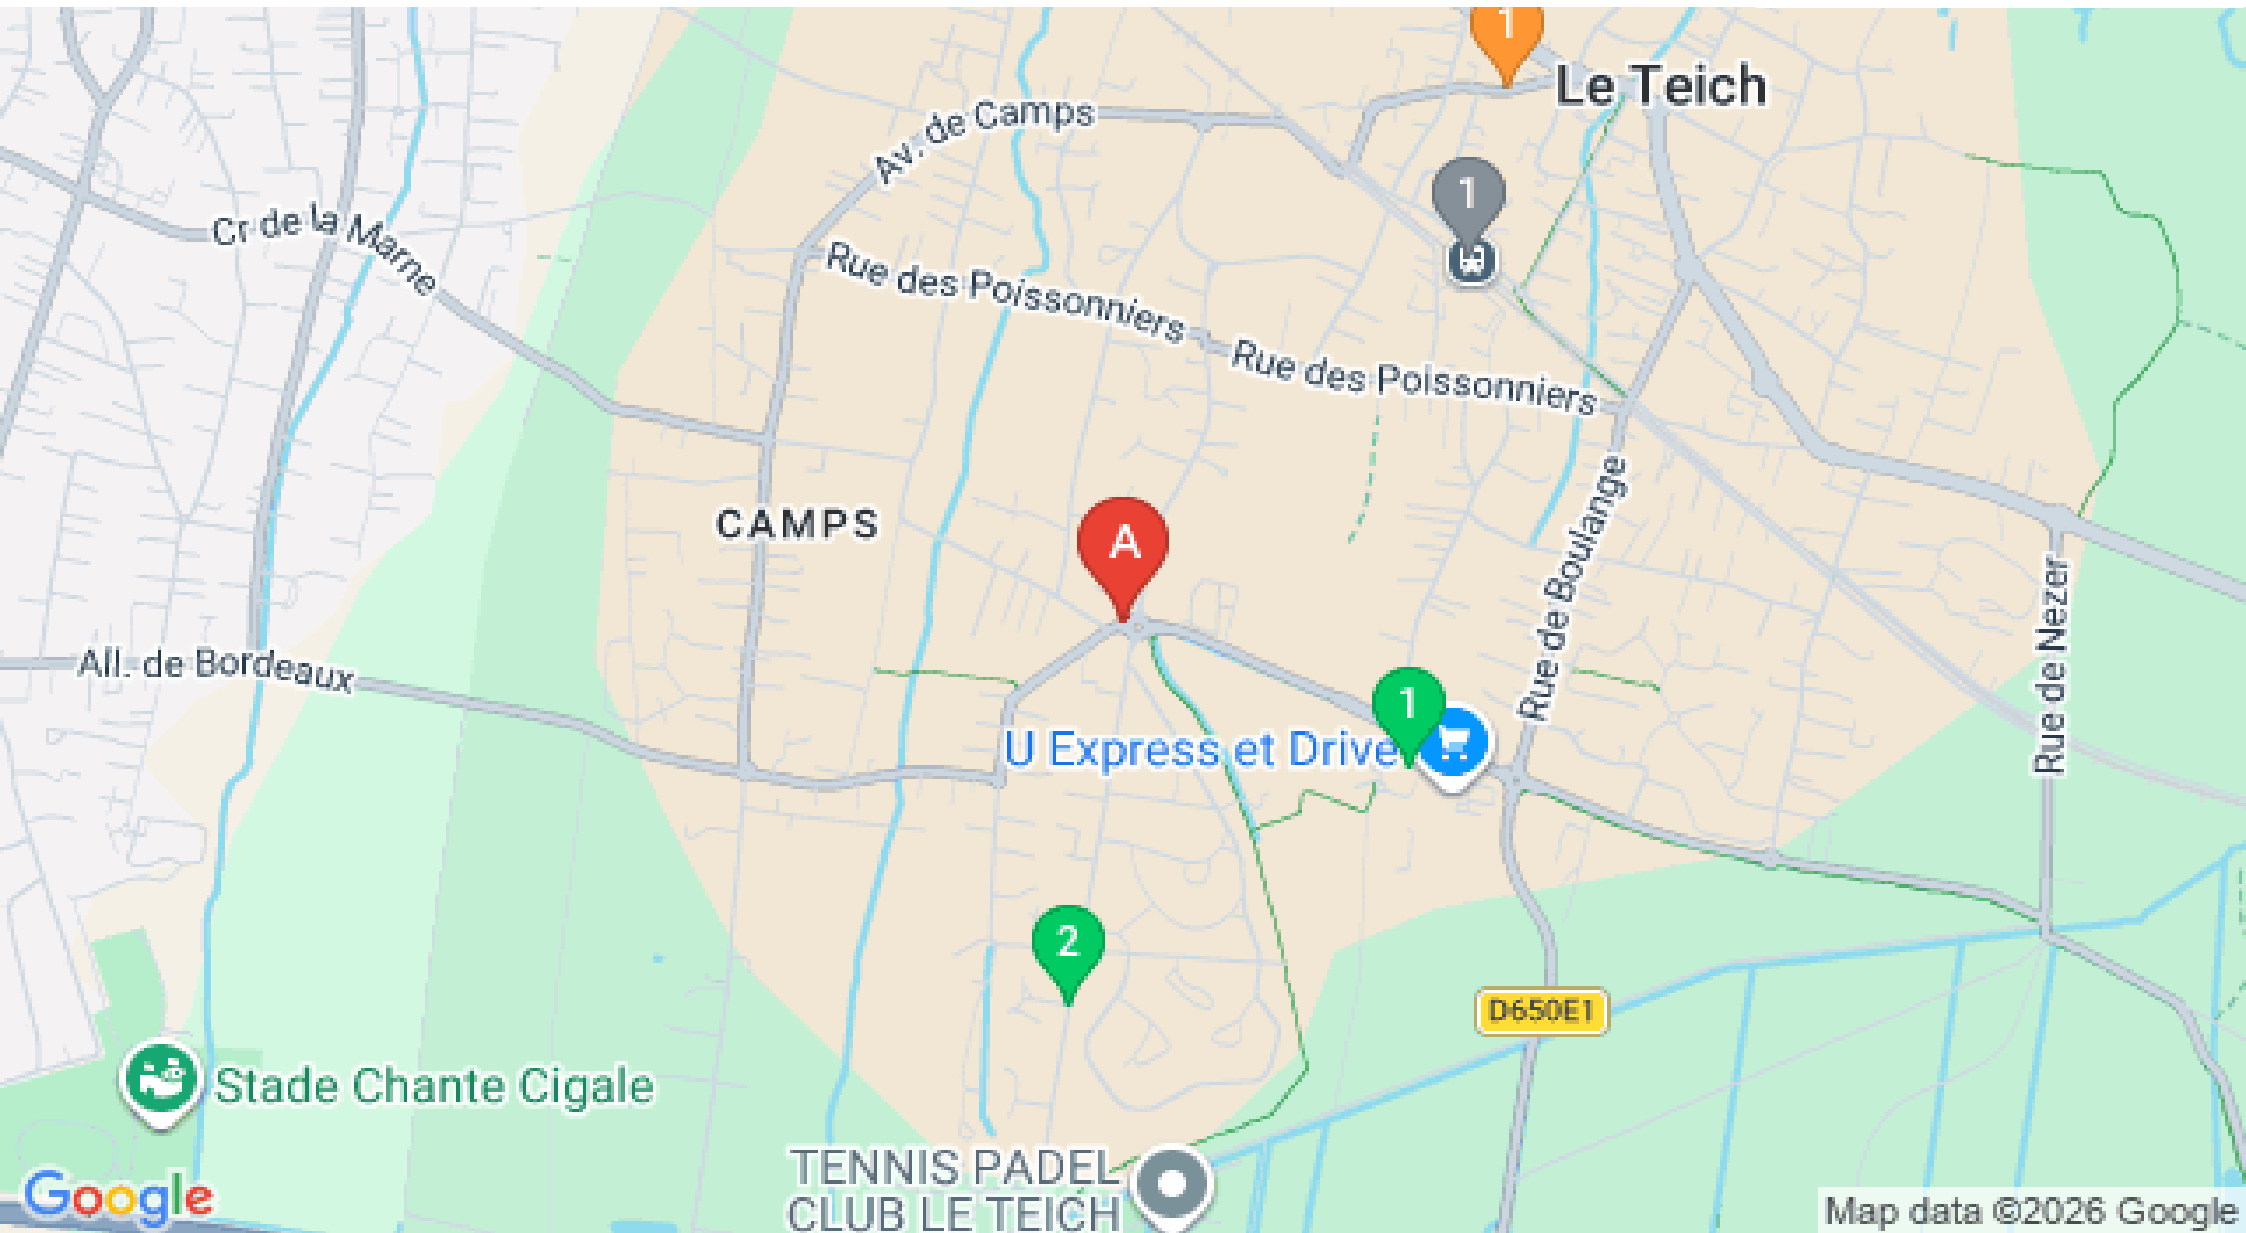 1
Le Teich
Av. de Camps
1
Cr de la Marne
Rue des Poissonniers
Rue des Poissonniers
CAMPS
A
Rue de Boulange
Rue de Nezer
All. de Bordeaux
1
U Express et Drive
2
D650E1
Stade Chante Cigale
TENNIS PADEL
CLUB LE TEICH
Google
Map data ©2026 Google